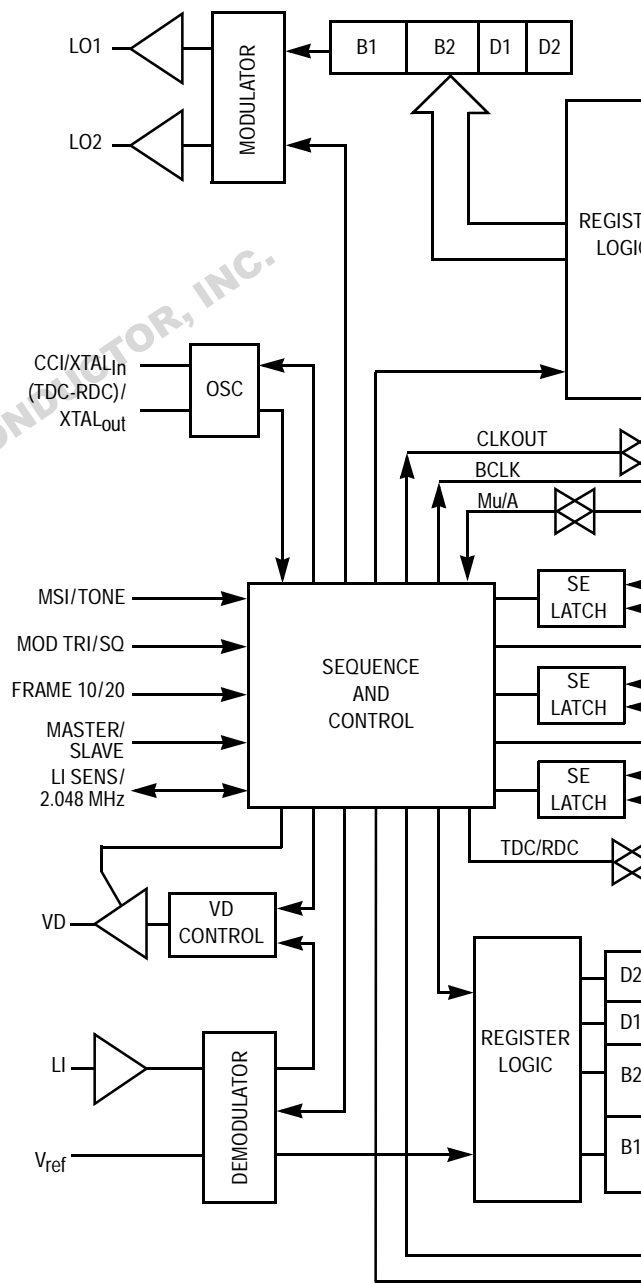 LO1
B1 B2 D1 D2
MODULATOR
LO2
LOGIC
INC.
CCI/XTALIn
(TDC-RDC)/
XTALout
OSC
CLKOUT
BCLK
Mu/A
MSI/TONE
MOD TRI/SQ
FRAME 10/20
MASTER/
SLAVE
LI SENS/
2.048 MHz
SEQUENCE
AND
CONTROL
SE
LATCH
SE
LATCH
SE
LATCH
TDC/RDC
VD
VD
CONTROL
LI
DEMODULATOR
Vref
REGISTER
LOGIC
D2
D1
B2
B1